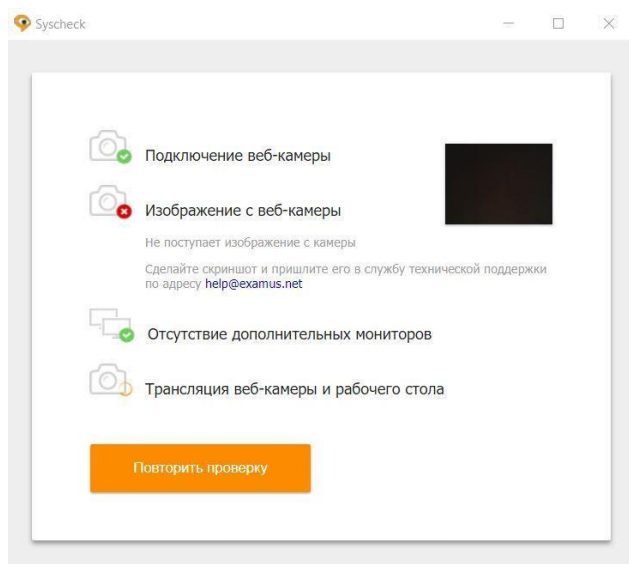 Syscheck
Подключение веб-камеры
Изображение с веб-камеры
Не поступает изображение с камеры
Сделайте скриншот и пришлите его в службу технической поддержки
по адресу help@examus.net
Отсутствие дополнительных мониторов
Трансляция веб-камеры и рабочего стола
Повторить проверку